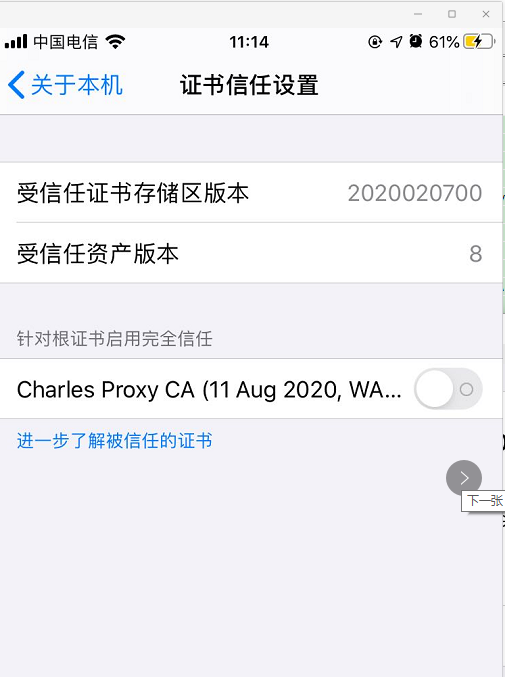 中国电信 11:14 61%
关于本机 证书信任设置
受信任证书存储区版本 2020020700
受信任资产版本 8
针对根证书启用完全信任
Charles Proxy CA (11 Aug 2020, WA...
进一步了解被信任的证书
下一张